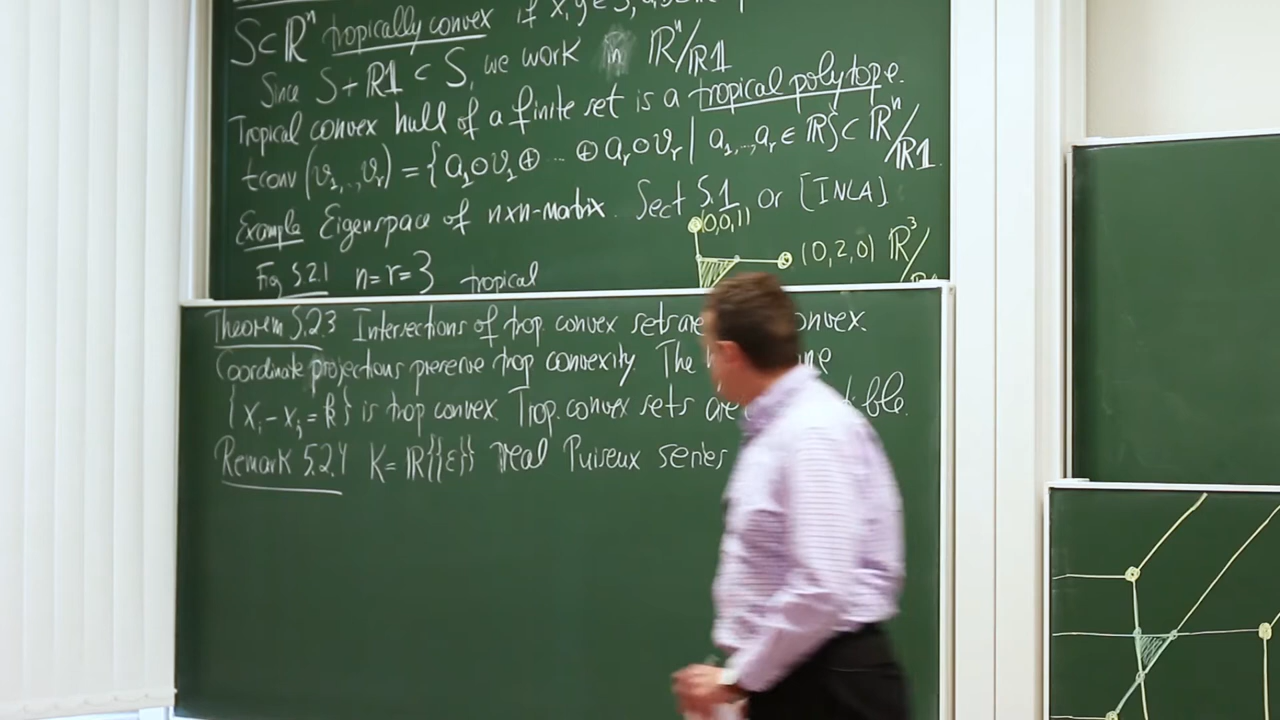 S ⊂ ℝⁿ tropically convex if x, y ∈ S,
Since S + ℝ𝟙 ⊂ S, we work in ℝⁿ/ℝ𝟙
Tropical convex hull of a finite set is a tropical polytope.
tconv (v₁,..,vᵣ) = {a₁⊙v₁ ⊕ ... ⊕ aᵣ⊙vᵣ | a₁,..,aᵣ ∈ ℝ} ⊂ ℝⁿ/ℝ𝟙
Example Eigenspace of n×n-matrix. Sect 5.1 or [INLA]
(0,0,1)
(0,2,0) ℝ³/
Fig 5.2.1 n=r=3 tropical
Theorem 5.2.3 Intersections of trop. convex sets are convex.
Coordinate projections preserve trop convexity. The
{xᵢ - xⱼ = k} is trop convex. Trop. convex sets are
Remark 5.2.4 K = ℝ{{ε}} real Puiseux series